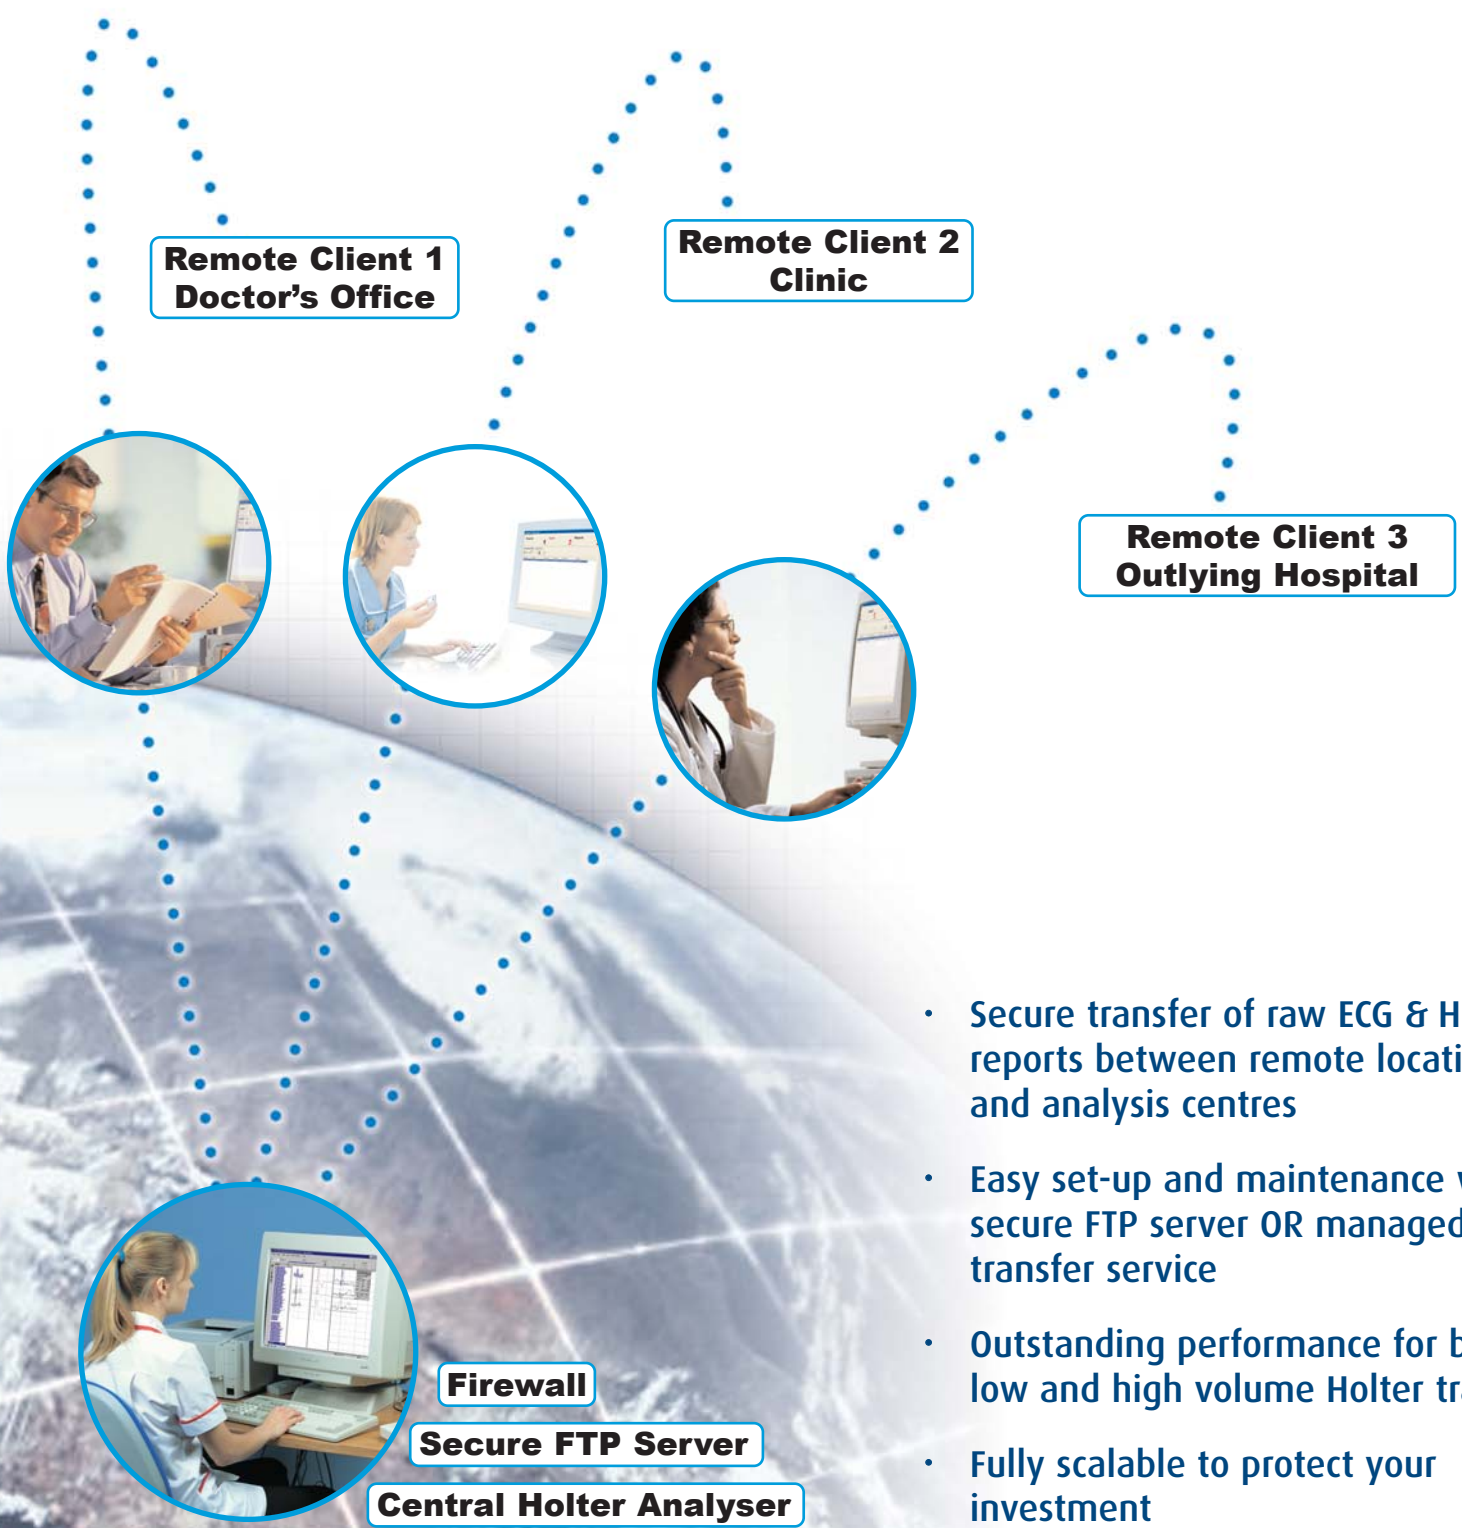 Remote Client 1
Doctor’s Office
Remote Client 2
Clinic
Remote Client 3
Outlying Hospital
Firewall
Secure FTP Server
Central Holter Analyser
· Secure transfer of raw ECG & H
reports between remote locati
and analysis centres
· Easy set-up and maintenance
secure FTP server OR managed
transfer service
· Outstanding performance for b
low and high volume Holter tra
· Fully scalable to protect your
investment